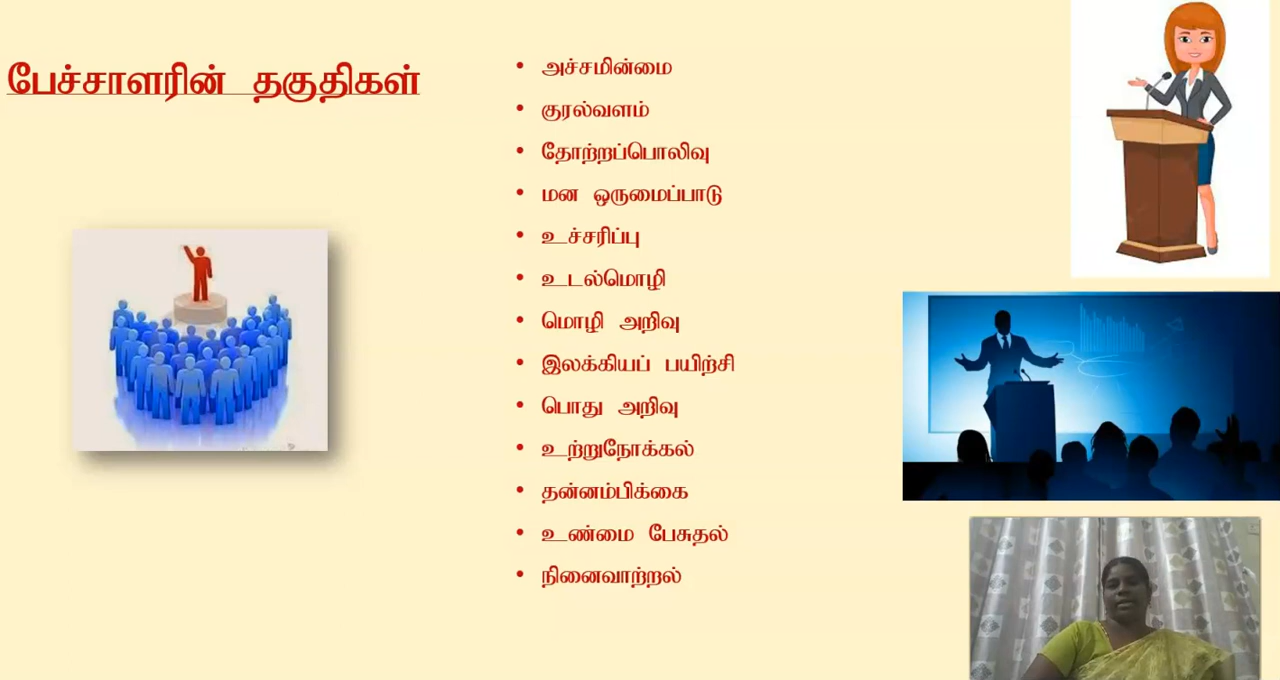 பேச்சாளரின் தகுதிகள்
• அச்சமின்மை
• குரல்வளம்
• தோற்றப்பொலிவு
• மன ஒருமைப்பாடு
• உச்சரிப்பு
• உடல்மொழி
• மொழி அறிவு
• இலக்கியப் பயிற்சி
• பொது அறிவு
• உற்றுநோக்கல்
• தன்னம்பிக்கை
• உண்மை பேசுதல்
• நினைவாற்றல்